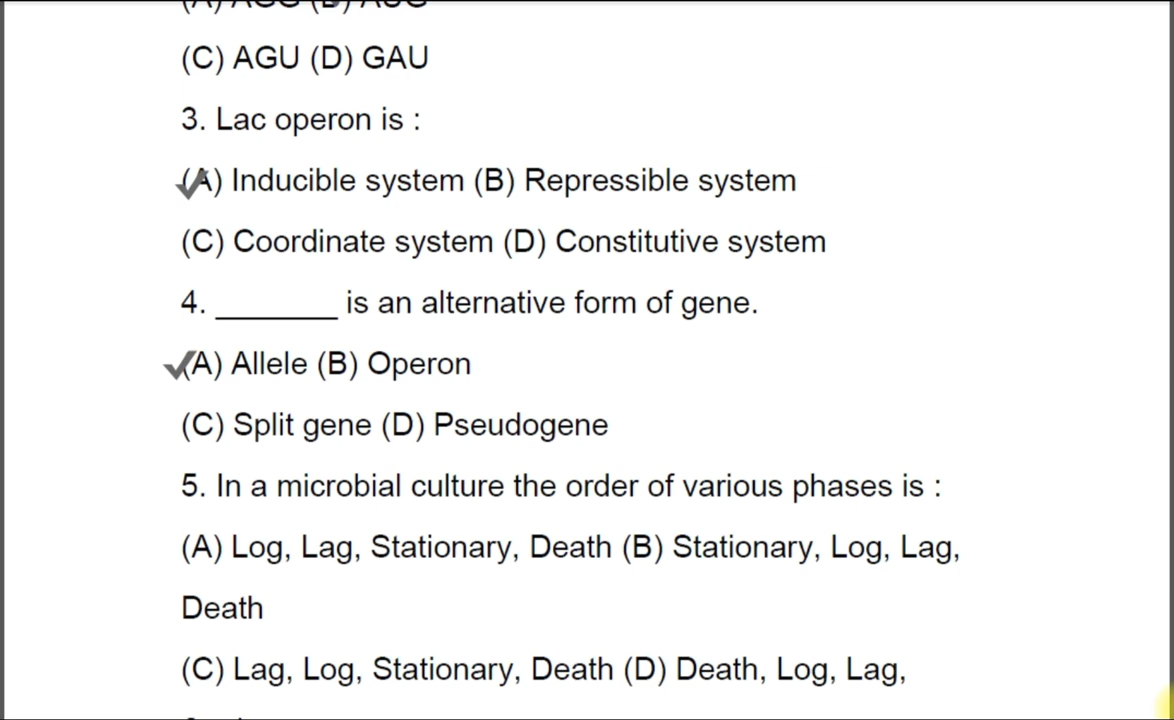 (C) AGU (D) GAU
3. Lac operon is :
(A) Inducible system (B) Repressible system
(C) Coordinate system (D) Constitutive system
4. _______ is an alternative form of gene.
(A) Allele (B) Operon
(C) Split gene (D) Pseudogene
5. In a microbial culture the order of various phases is :
(A) Log, Lag, Stationary, Death (B) Stationary, Log, Lag,
Death
(C) Lag, Log, Stationary, Death (D) Death, Log, Lag,